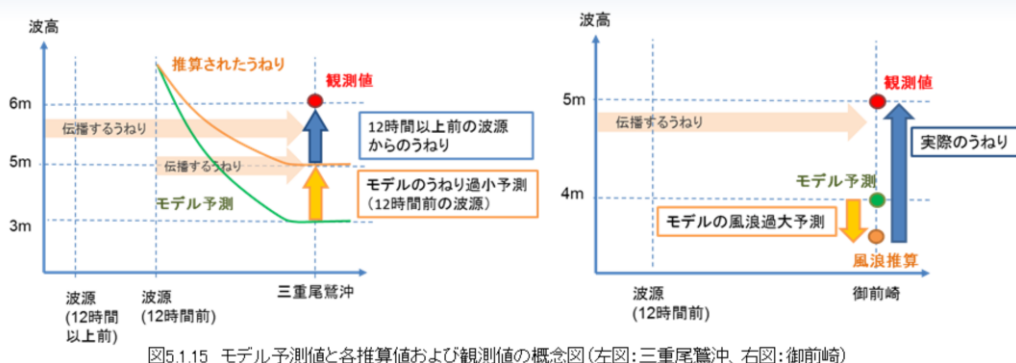 波高
推算されたうねり
観測値
6m
伝播するうねり
12時間以上前の波源
からのうねり
5m
伝播するうねり
モデル予測
モデルのうねり過小予測
(12時間前の波源)
3m
波源
(12時間
以上前)
波源
(12時間前)
三重尾鷲沖
波高
観測値
5m
伝播するうねり
実際のうねり
モデル予測
4m
モデルの風浪過大予測
風浪推算
波源
(12時間前)
御前崎
図5.1.15 モデル予測値と各推算値および観測値の概念図(左図:三重尾鷲沖、右図:御前崎)